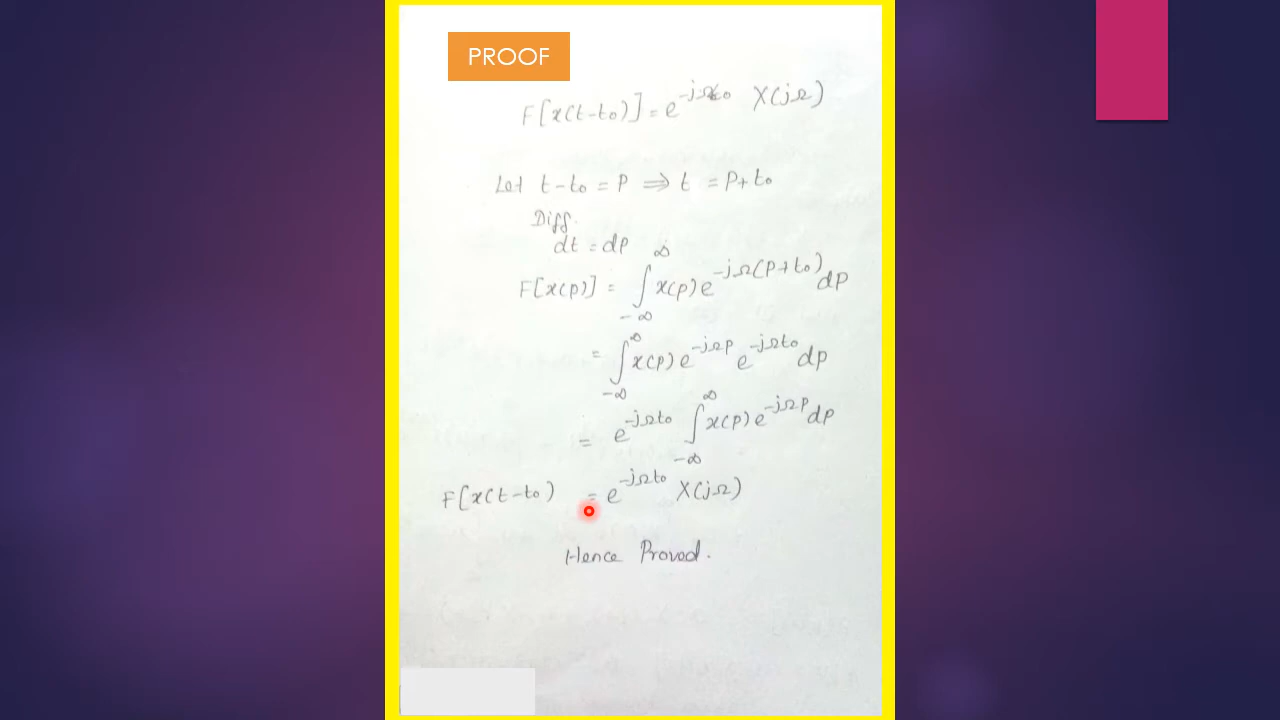 PROOF
F[x(t-t₀)] = e^{-jΩt₀} X(jΩ)
Let t-t₀ = P ⟹ t = P+t₀
Diff.
dt = dp
F[x(p)] = ∫_{-∞}^{∞} x(p) e^{-jΩ(P+t₀)} dp
= ∫_{-∞}^{∞} x(p) e^{-jΩp} e^{-jΩt₀} dp
= e^{-jΩt₀} ∫_{-∞}^{∞} x(p) e^{-jΩp} dp
F[x(t-t₀) = e^{-jΩt₀} X(jΩ)
Hence Proved.